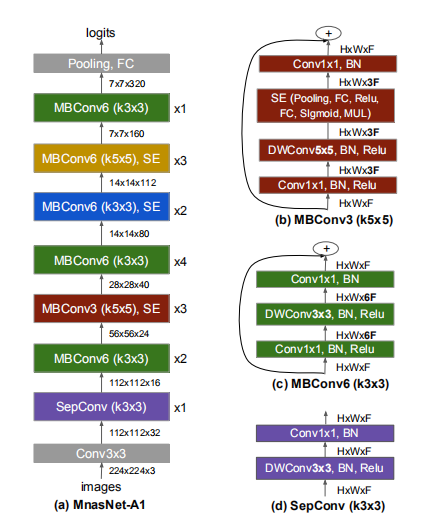 logits
Pooling, FC
7x7x320
MBConv6 (k3x3) x1
7x7x160
MBConv6 (k5x5), SE x3
14x14x112
MBConv6 (k3x3), SE x2
14x14x80
MBConv6 (k3x3) x4
28x28x40
MBConv3 (k5x5), SE x3
56x56x24
MBConv6 (k3x3) x2
112x112x16
SepConv (k3x3) x1
112x112x32
Conv3x3
224x224x3
images
(a) MnasNet-A1
+
HxWxF
Conv1x1, BN
HxWx3F
SE (Pooling, FC, Relu,
FC, SIgmoid, MUL)
HxWx3F
DWConv5x5, BN, Relu
HxWx3F
Conv1x1, BN, Relu
HxWxF
(b) MBConv3 (k5x5)
+
HxWxF
Conv1x1, BN
HxWx6F
DWConv3x3, BN, Relu
HxWx6F
Conv1x1, BN, Relu
HxWxF
(c) MBConv6 (k3x3)
HxWxF
Conv1x1, BN
HxWxF
DWConv3x3, BN, Relu
HxWxF
(d) SepConv (k3x3)